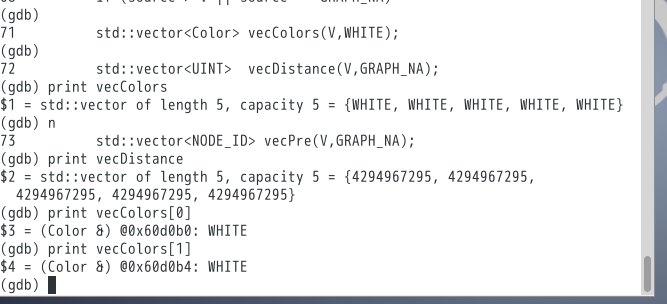 (gdb)
71          std::vector<Color> vecColors(V,WHITE);
(gdb)
72          std::vector<UINT>  vecDistance(V,GRAPH_NA);
(gdb) print vecColors
$1 = std::vector of length 5, capacity 5 = {WHITE, WHITE, WHITE, WHITE, WHITE}
(gdb) n
73          std::vector<NODE_ID> vecPre(V,GRAPH_NA);
(gdb) print vecDistance
$2 = std::vector of length 5, capacity 5 = {4294967295, 4294967295,
  4294967295, 4294967295, 4294967295}
(gdb) print vecColors[0]
$3 = (Color &) @0x60d0b0: WHITE
(gdb) print vecColors[1]
$4 = (Color &) @0x60d0b4: WHITE
(gdb)